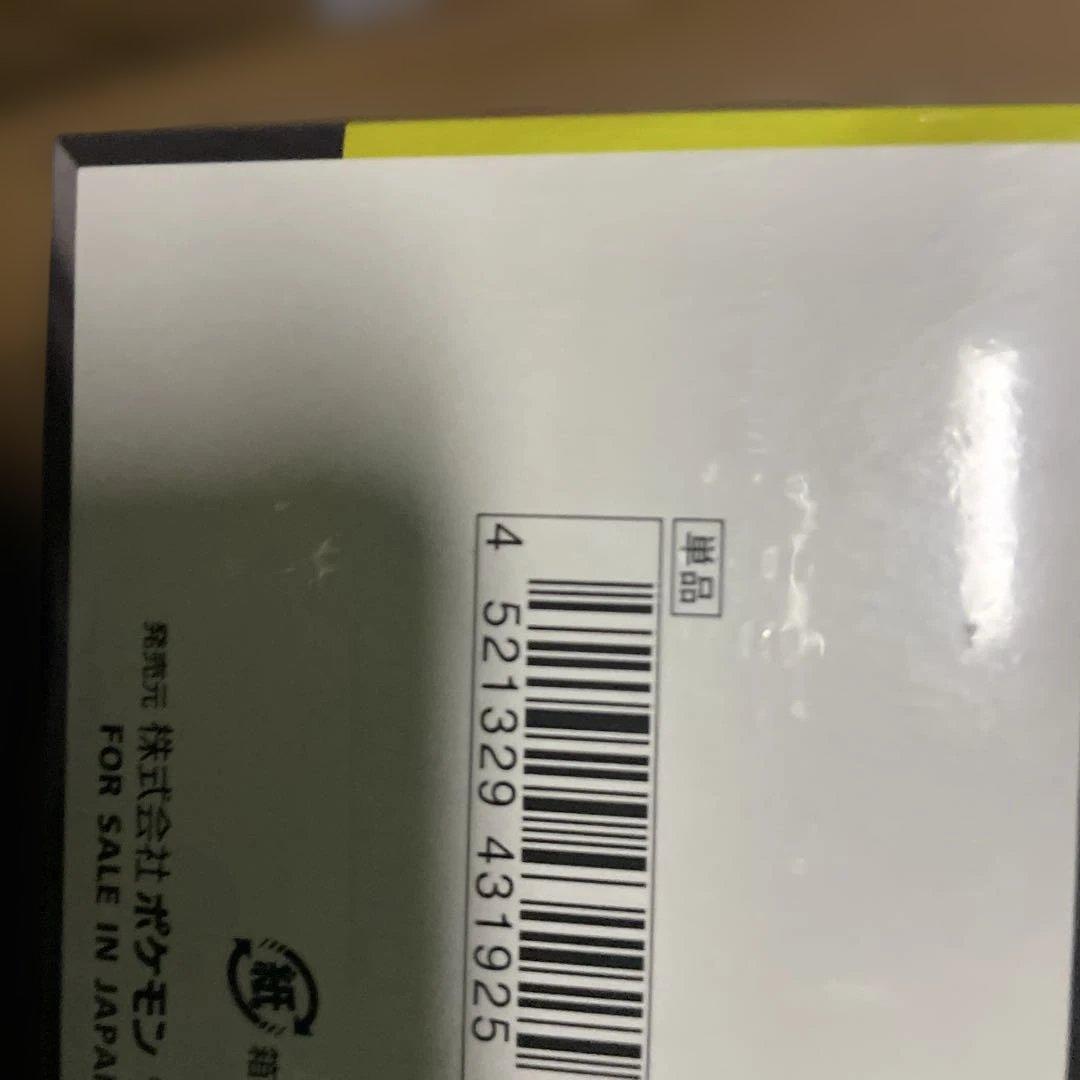 単品
4 521329 431925
紙
箱
発売元 株式会社ポケモン
FOR SALE IN JAPA